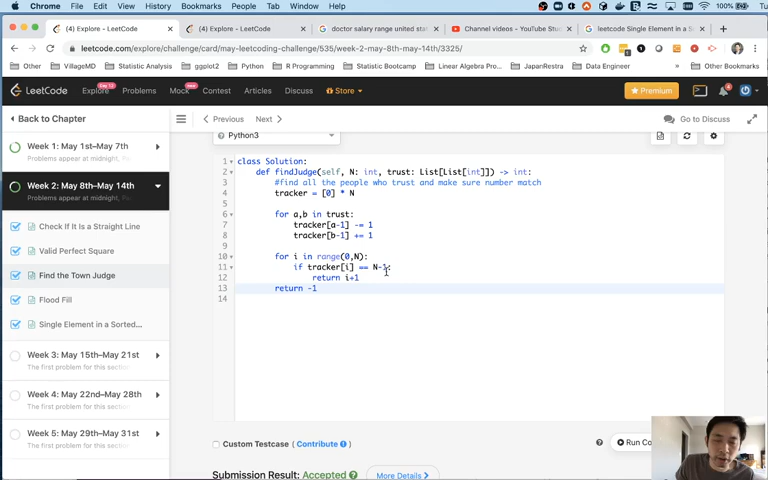 Chrome File Edit View History Bookmarks People Tab Window Help 100%
(4) Explore - LeetCode (4) Explore - LeetCode doctor salary range united stat Channel videos - YouTube Stud leetcode Single Element in a S
leetcode.com/explore/challenge/card/may-leetcoding-challenge/535/week-2-may-8th-may-14th/3325/
Other VillageMD Statistic Analysis ggplot2 Python R Programming Statistic Bootcamp Linear Algebra Pro... JapanRestra Data Engineer » Other Bookmarks
LeetCode Explore Problems Mock Contest Articles Discuss Store Premium
Back to Chapter Previous Next Go to Discuss
Python3
Week 1: May 1st–May 7th
Problems appear at midnight,
Week 2: May 8th–May 14th
Problems appear at midnight,
Check If It Is a Straight Line
Valid Perfect Square
Find the Town Judge
Flood Fill
Single Element in a Sorted...
Week 3: May 15th–May 21st
The first problem for this section
Week 4: May 22nd–May 28th
The first problem for this section
Week 5: May 29th–May 31st
The first problem for this section
1 class Solution:
2 def findJudge(self, N: int, trust: List[List[int]]) -> int:
3 #find all the people who trust and make sure number match
4 tracker = [0] * N
5
6 for a,b in trust:
7 tracker[a-1] -= 1
8 tracker[b-1] += 1
9
10 for i in range(0,N):
11 if tracker[i] == N-1:
12 return i+1
13 return -1
14
Custom Testcase ( Contribute ) Run Co
Submission Result: Accepted More Details